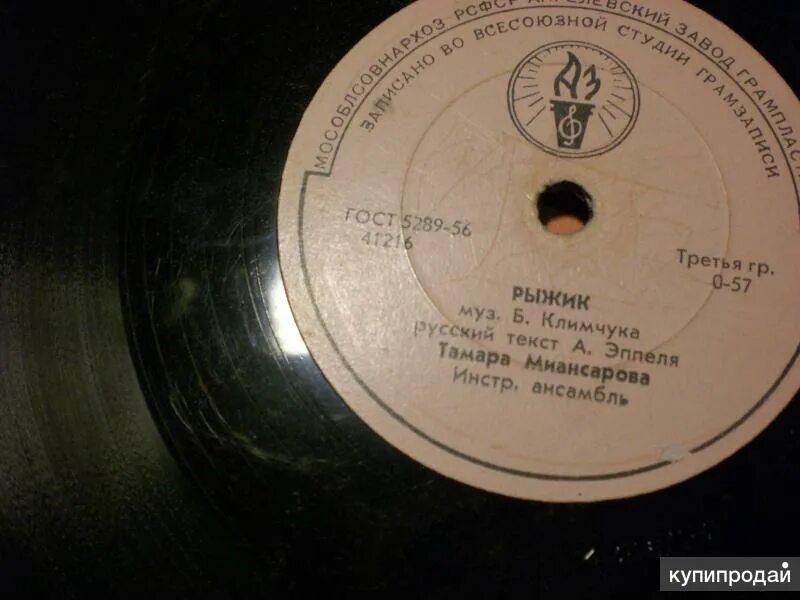 МОСОБЛСОВНАРХОЗ РСФСР АПРЕЛЕВСКИЙ ЗАВОД ГРАМПЛАСТ
ЗАПИСАНО ВО ВСЕСОЮЗНОЙ СТУДИИ ГРАМЗАПИСИ
АЗ
ГОСТ 5289-56
41216
Третья гр.
0-57
РЫЖИК
муз. Б. Климчука
русский текст А. Эппеля
Тамара Миансарова
Инстр. ансамбль
купипродай